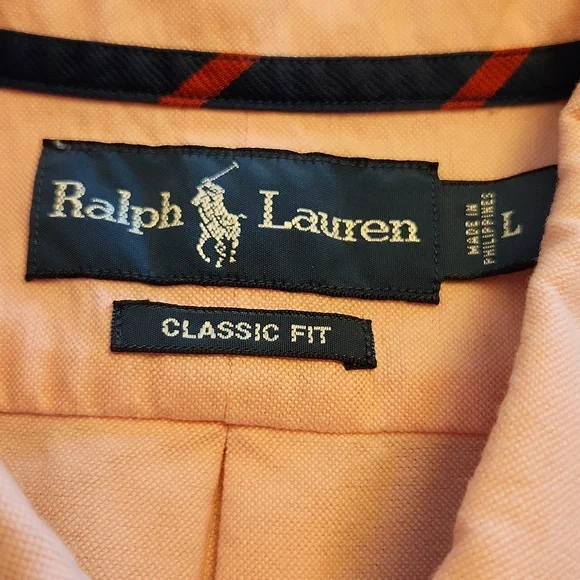 Ralph Lauren
MADE IN
PHILIPPINES
L
CLASSIC FIT